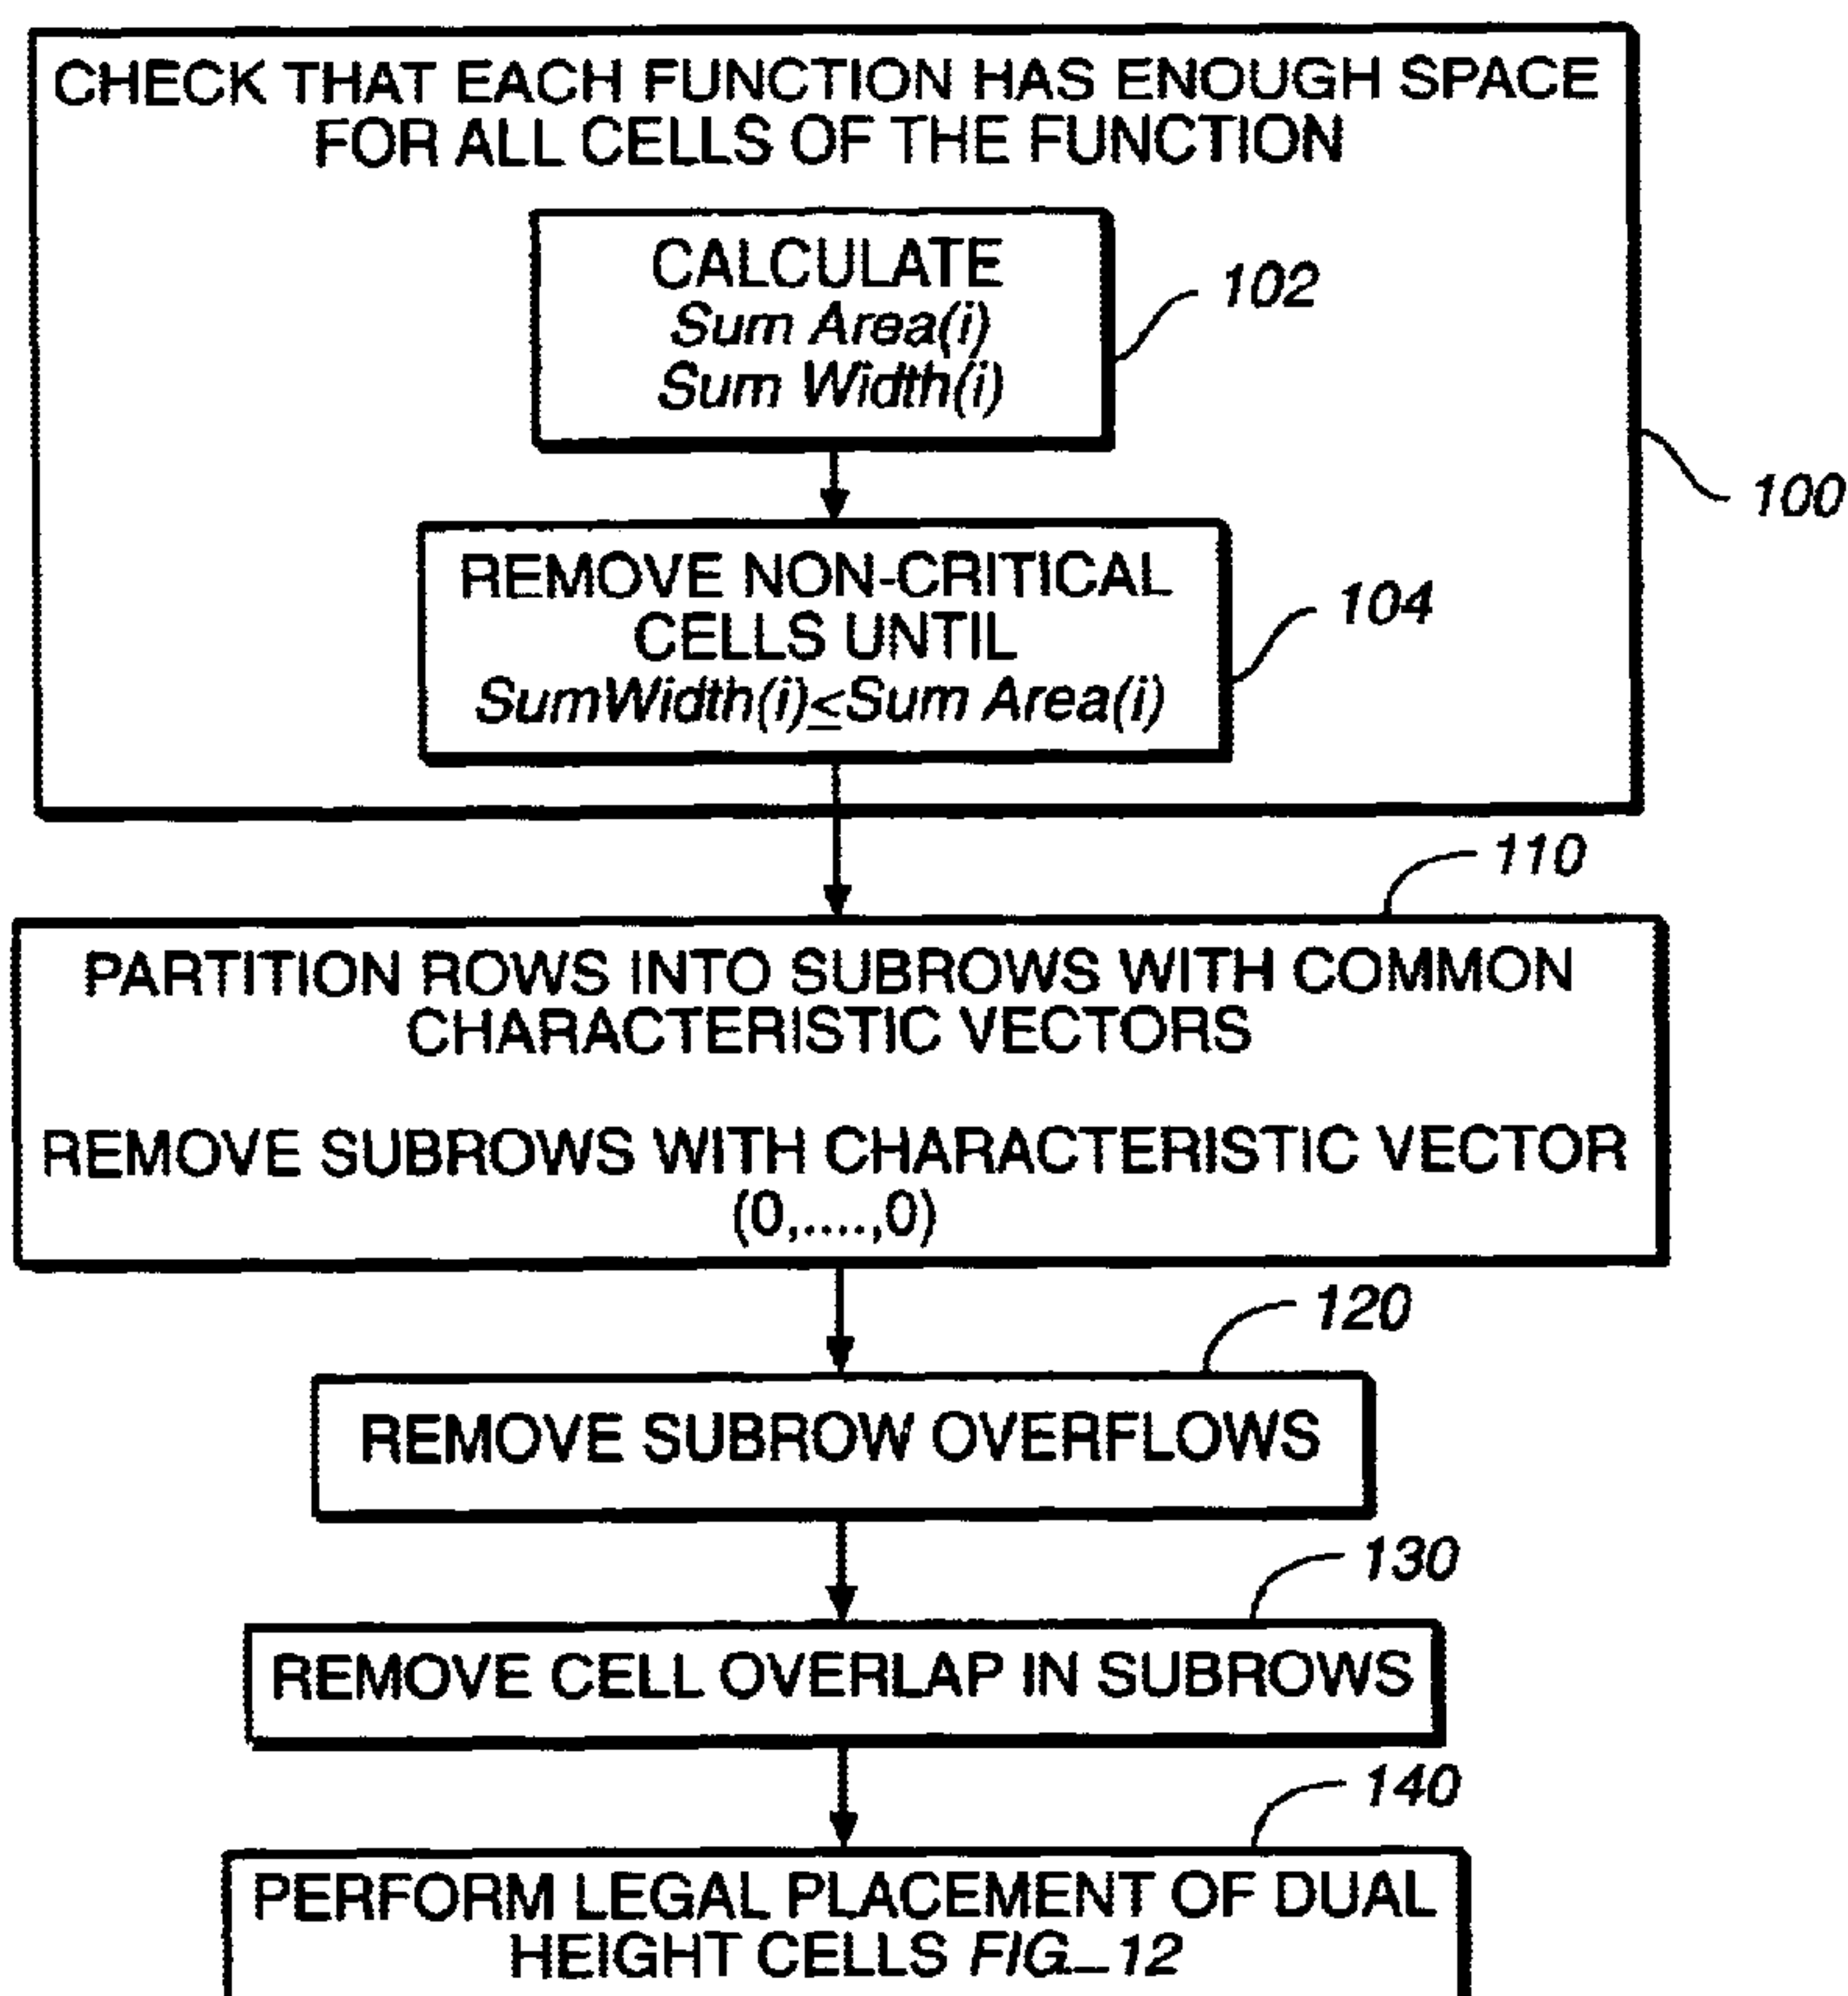 CHECK THAT EACH FUNCTION HAS ENOUGH SPACE
FOR ALL CELLS OF THE FUNCTION
CALCULATE
Sum Area(i)
Sum Width(i)
102
100
REMOVE NON-CRITICAL
CELLS UNTIL
SumWidth(i)≤Sum Area(i)
104
110
PARTITION ROWS INTO SUBROWS WITH COMMON
CHARACTERISTIC VECTORS
REMOVE SUBROWS WITH CHARACTERISTIC VECTOR
(0,....,0)
120
REMOVE SUBROW OVERFLOWS
130
REMOVE CELL OVERLAP IN SUBROWS
140
PERFORM LEGAL PLACEMENT OF DUAL
HEIGHT CELLS FIG_12